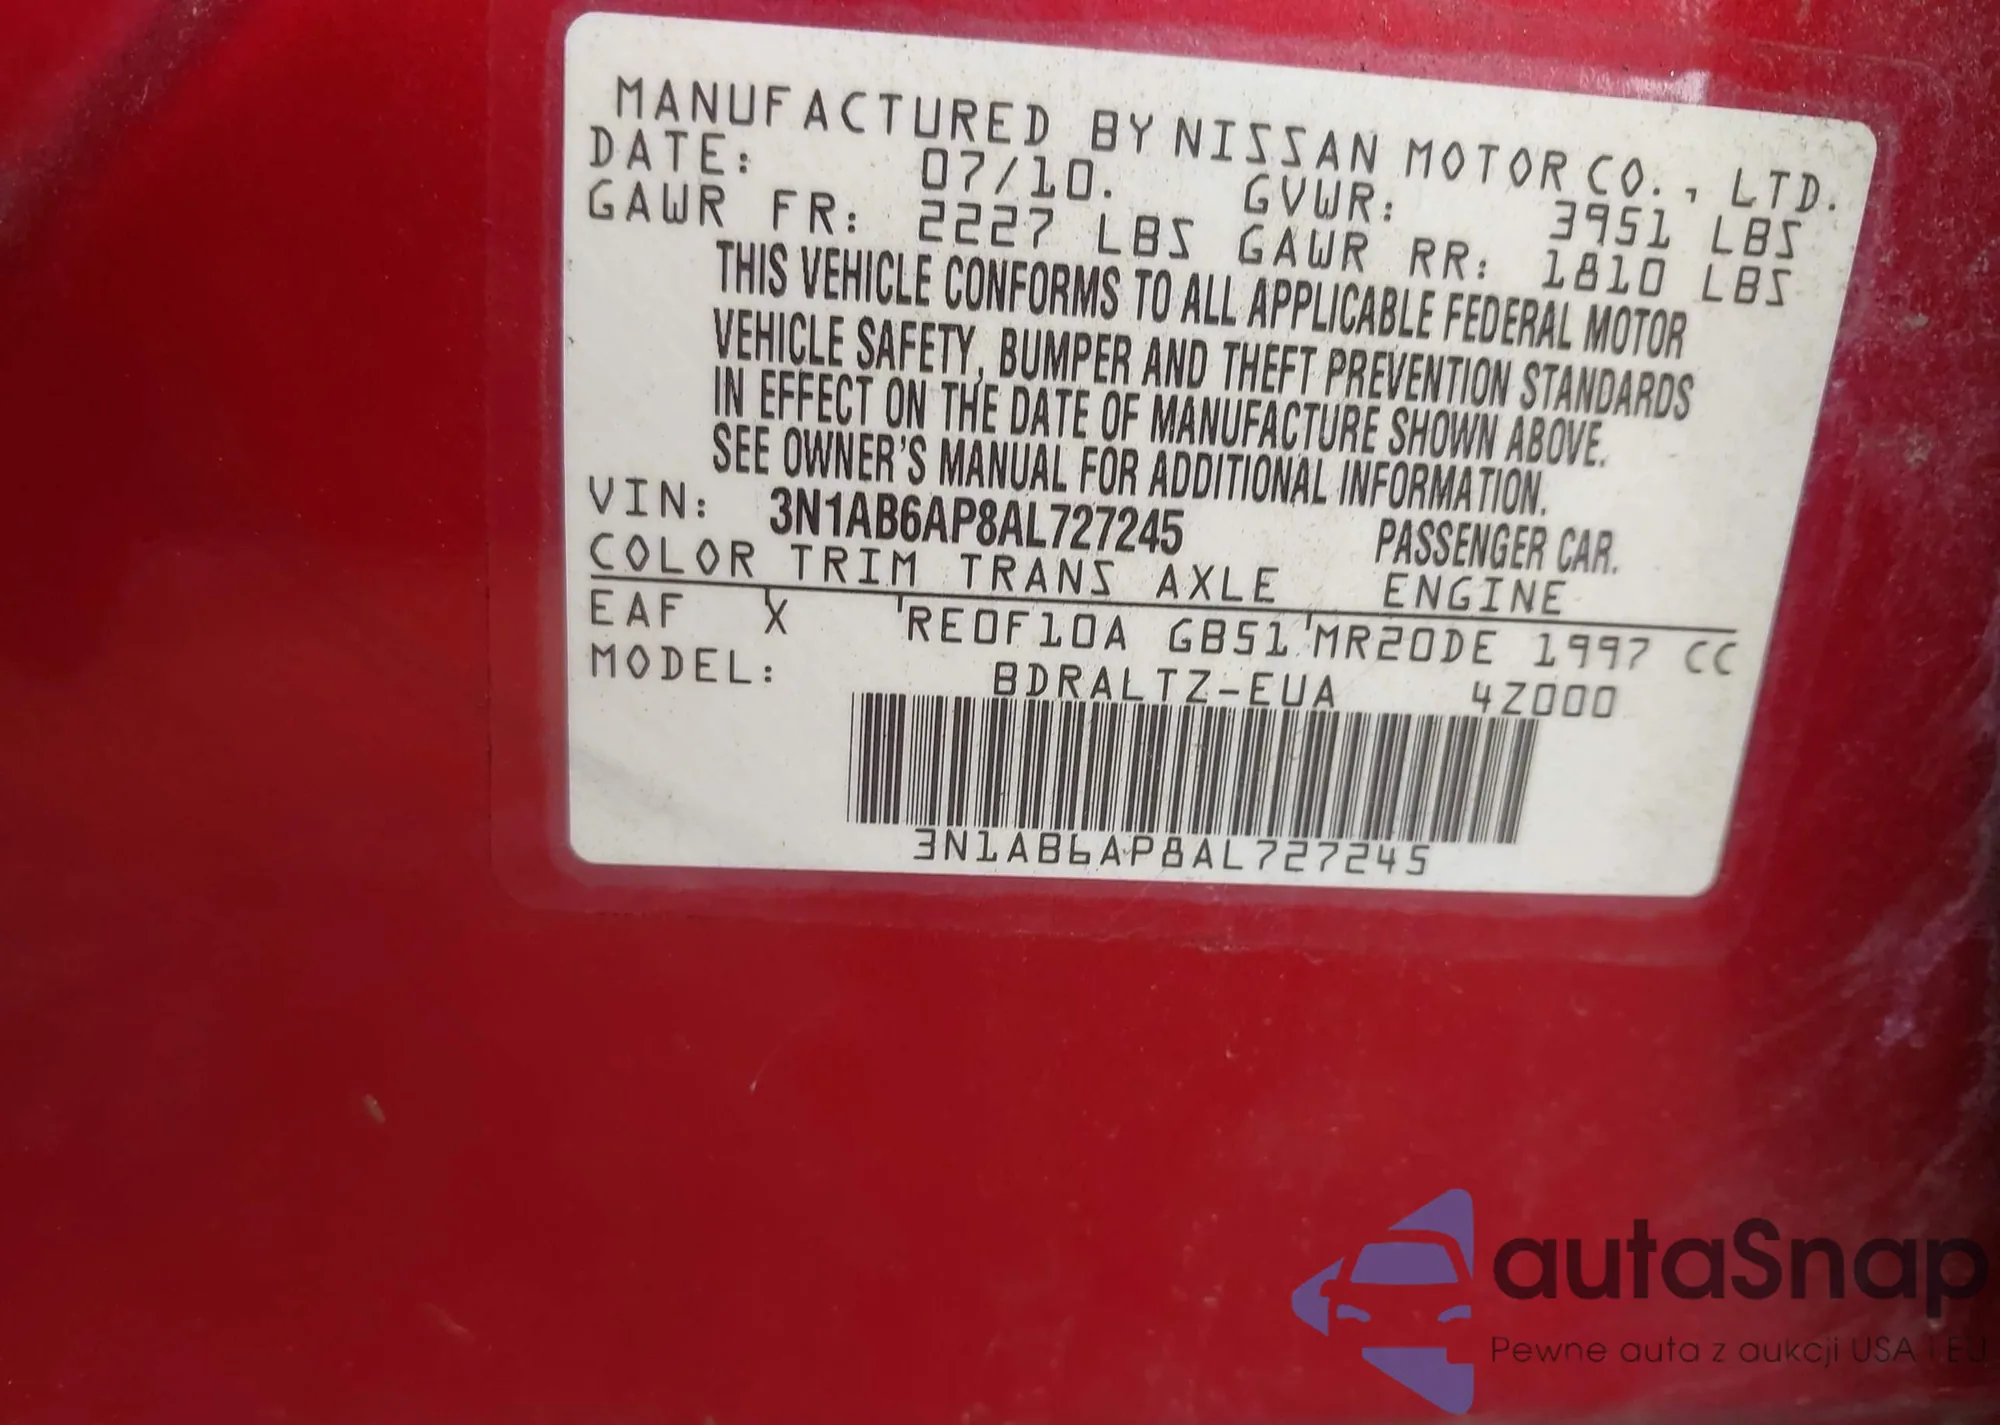 MANUFACTURED BY NISSAN MOTOR CO., LTD.
DATE: 07/10. GVWR: 3951 LBS
GAWR FR: 2227 LBS GAWR RR: 1810 LBS
THIS VEHICLE CONFORMS TO ALL APPLICABLE FEDERAL MOTOR
VEHICLE SAFETY, BUMPER AND THEFT PREVENTION STANDARDS
IN EFFECT ON THE DATE OF MANUFACTURE SHOWN ABOVE.
SEE OWNER'S MANUAL FOR ADDITIONAL INFORMATION.
VIN: 3N1AB6AP8AL727245 PASSENGER CAR.
COLOR TRIM TRANS AXLE ENGINE
EAF X RE0F10A GB51 MR20DE 1997 CC
MODEL: BDRALTZ-EUA 4Z000
3N1AB6AP8AL727245
autaSnap
Pewne auta z aukcji USA i EU